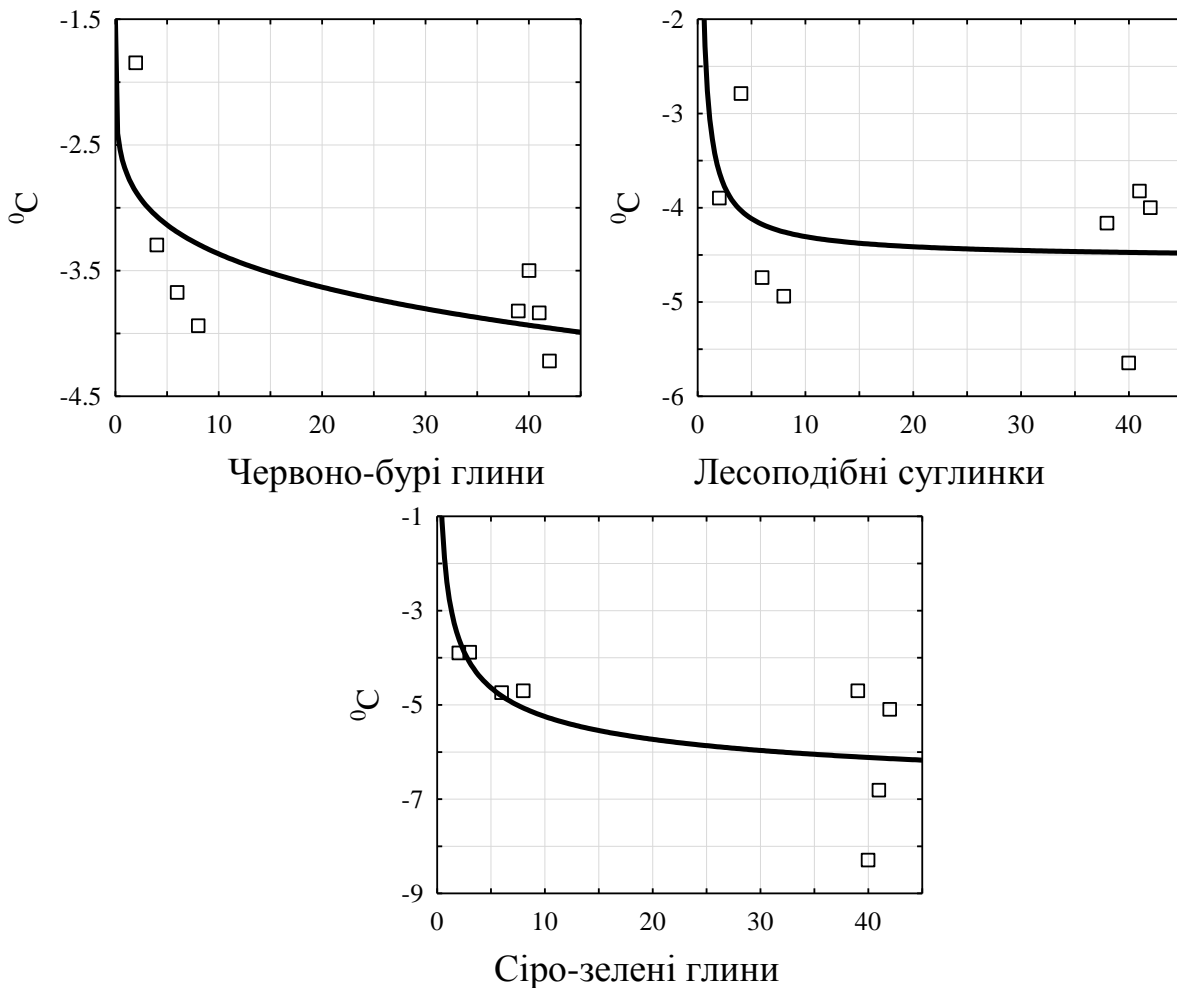 -1.5
-2.5
-3.5
-4.5
⁰C
0 10 20 30 40
Червоно-бурі глини
-2
-3
-4
-5
-6
⁰C
0 10 20 30 40
Лесоподібні суглинки
-1
-3
-5
-7
-9
⁰C
0 10 20 30 40
Сіро-зелені глини